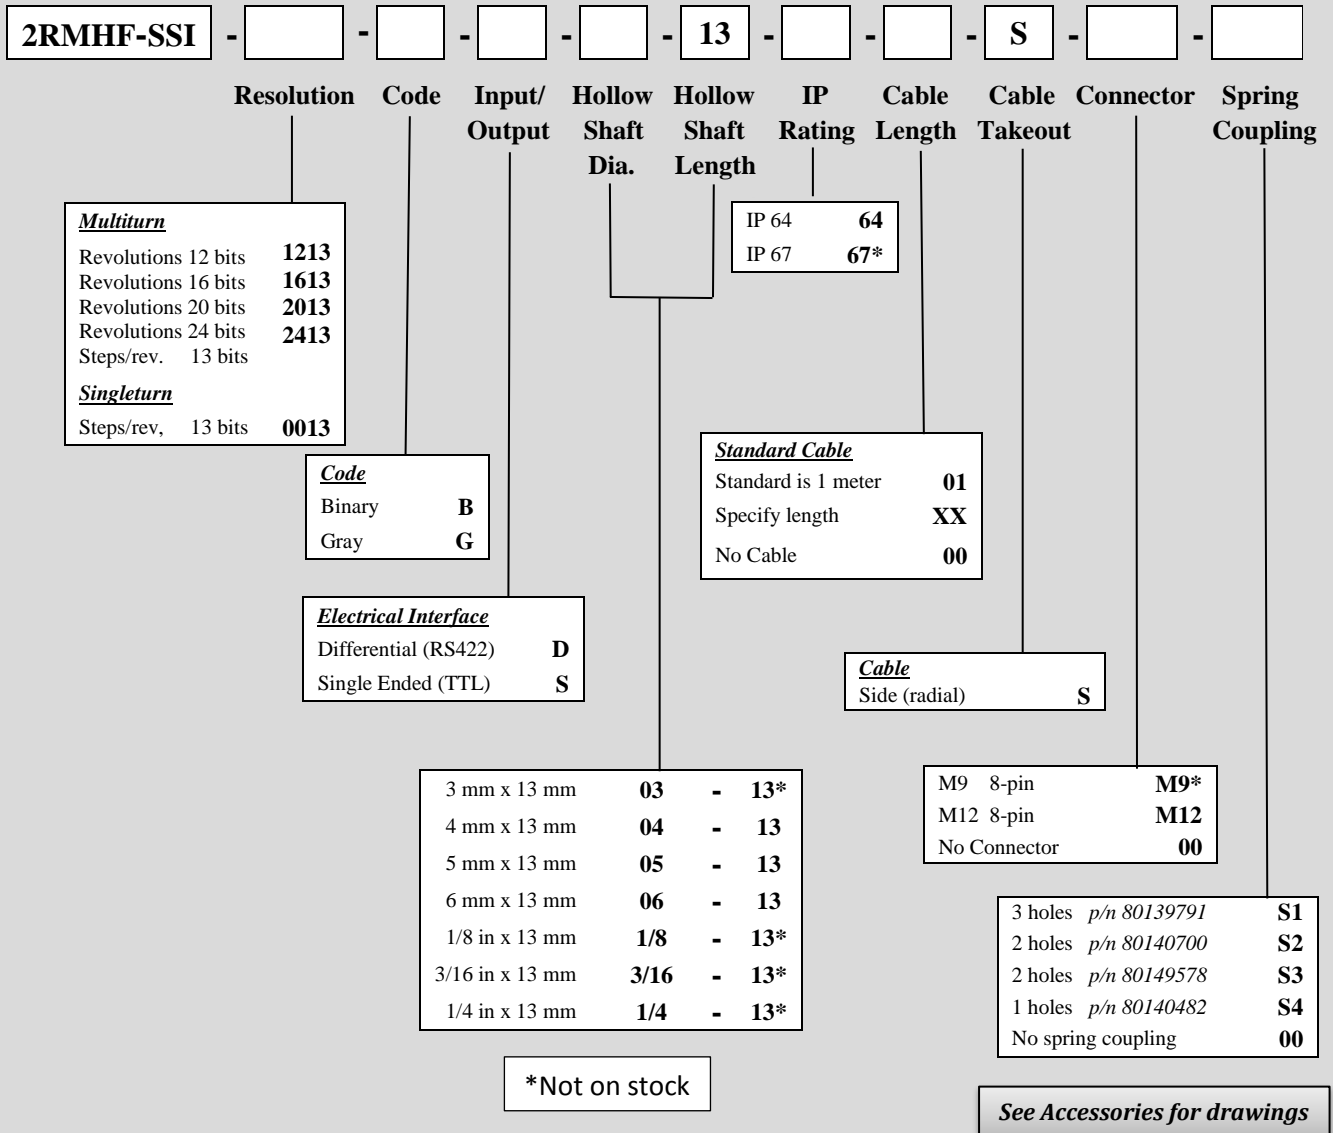 2RMHF-SSI - - - - - 13 - - - S - -
Resolution Code Input/ Output Hollow Shaft Dia. Hollow Shaft Length IP Rating Cable Length Cable Takeout Connector Spring Coupling
Multiturn
Revolutions 12 bits 1213
Revolutions 16 bits 1613
Revolutions 20 bits 2013
Revolutions 24 bits 2413
Steps/rev. 13 bits
Singleturn
Steps/rev, 13 bits 0013
IP 64 64
IP 67 67*
Code
Binary B
Gray G
Standard Cable
Standard is 1 meter 01
Specify length XX
No Cable 00
Electrical Interface
Differential (RS422) D
Single Ended (TTL) S
Cable
Side (radial) S
3 mm x 13 mm 03 - 13*
4 mm x 13 mm 04 - 13
5 mm x 13 mm 05 - 13
6 mm x 13 mm 06 - 13
1/8 in x 13 mm 1/8 - 13*
3/16 in x 13 mm 3/16 - 13*
1/4 in x 13 mm 1/4 - 13*
M9 8-pin M9*
M12 8-pin M12
No Connector 00
3 holes p/n 80139791 S1
2 holes p/n 80140700 S2
2 holes p/n 80149578 S3
1 holes p/n 80140482 S4
No spring coupling 00
*Not on stock
See Accessories for drawings